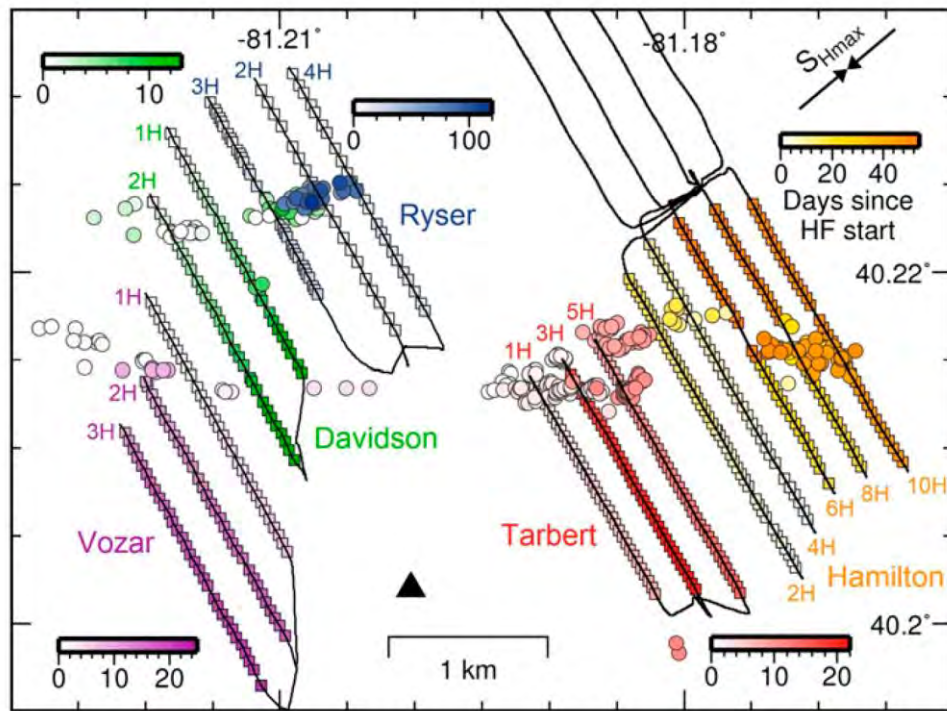 -81.21°
-81.18°
SHmax
0 10
3H
2H
4H
0 100
1H
2H
Ryser
0 20 40
Days since
HF start
40.22°
1H
5H
3H
1H
2H
3H
Davidson
10H
8H
6H
4H
2H
Vozar
Tarbert
Hamilton
40.2°
0 10 20
1 km
0 10 20